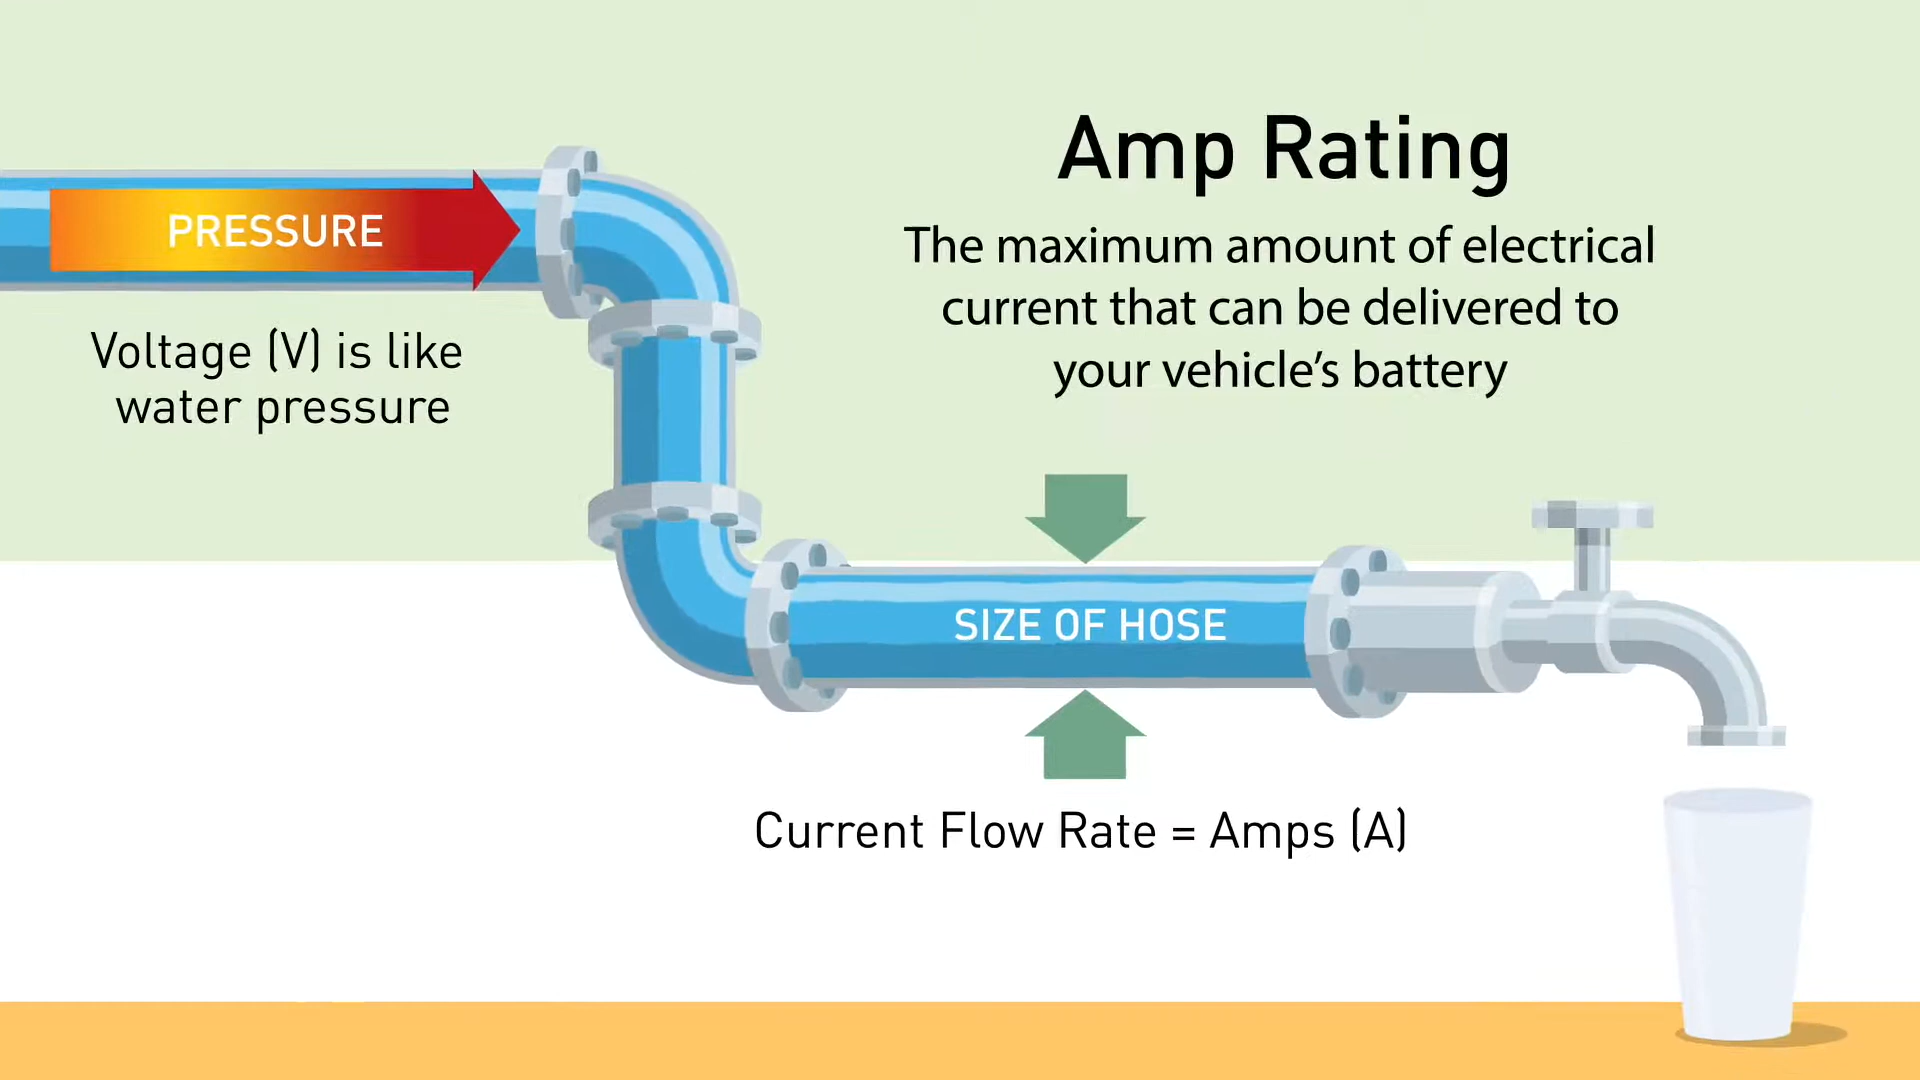 Amp Rating
The maximum amount of electrical
current that can be delivered to
your vehicle’s battery
PRESSURE
Voltage (V) is like
water pressure
SIZE OF HOSE
Current Flow Rate = Amps (A)